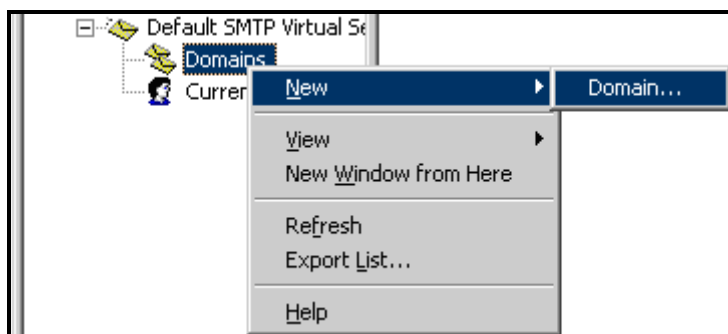 Default SMTP Virtual Se
Domains
Curren
New
Domain...
View
New Window from Here
Refresh
Export List...
Help